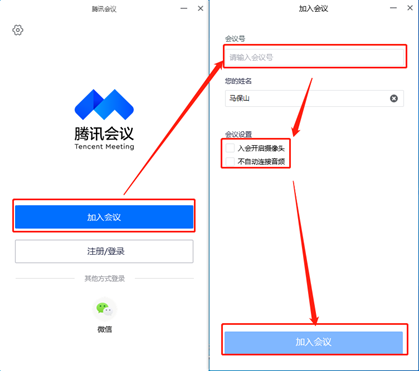 腾讯会议
腾讯会议
Tencent Meeting
加入会议
注册/登录
其他方式登录
微信
加入会议
会议号
请输入会议号
您的姓名
马保山
会议设置
入会开启摄像头
不自动连接音频
加入会议